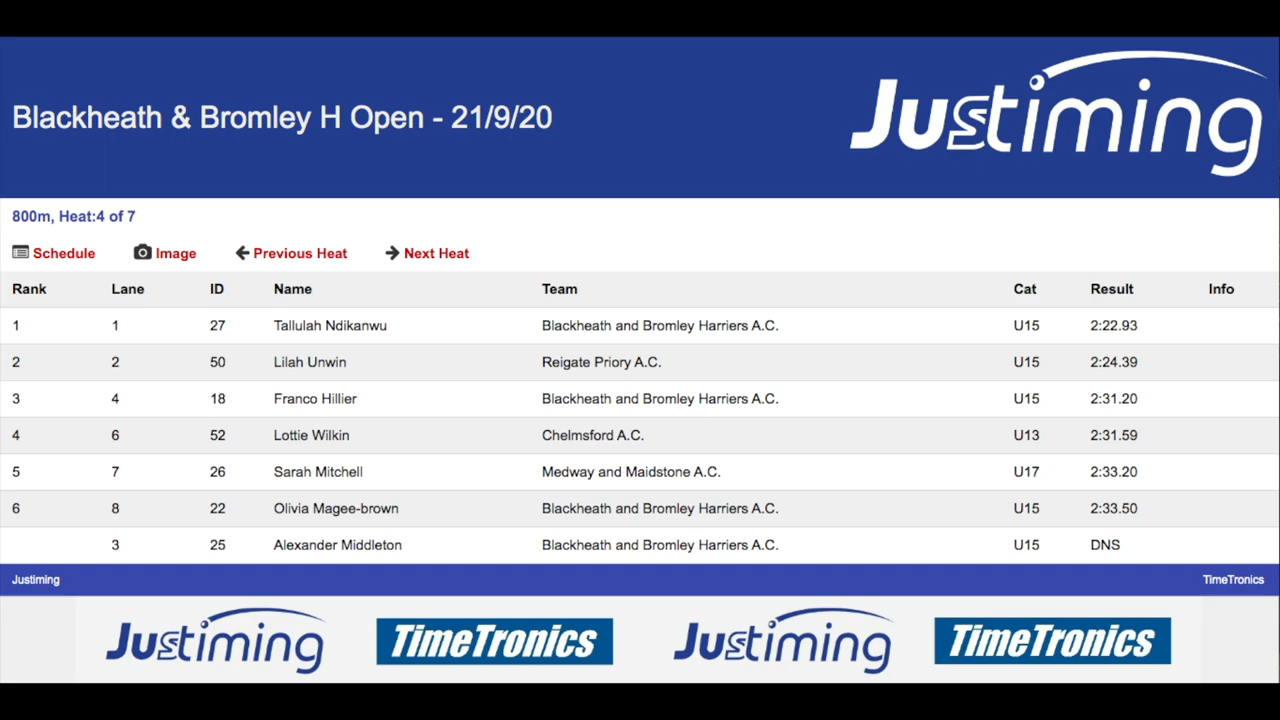 Blackheath & Bromley H Open - 21/9/20
Justiming
800m, Heat:4 of 7
Schedule Image Previous Heat Next Heat
Rank Lane ID Name Team Cat Result Info
1 1 27 Tallulah Ndikanwu Blackheath and Bromley Harriers A.C. U15 2:22.93
2 2 50 Lilah Unwin Reigate Priory A.C. U15 2:24.39
3 4 18 Franco Hillier Blackheath and Bromley Harriers A.C. U15 2:31.20
4 6 52 Lottie Wilkin Chelmsford A.C. U13 2:31.59
5 7 26 Sarah Mitchell Medway and Maidstone A.C. U17 2:33.20
6 8 22 Olivia Magee-brown Blackheath and Bromley Harriers A.C. U15 2:33.50
3 25 Alexander Middleton Blackheath and Bromley Harriers A.C. U15 DNS
Justiming TimeTronics
Justiming TimeTronics Justiming TimeTronics